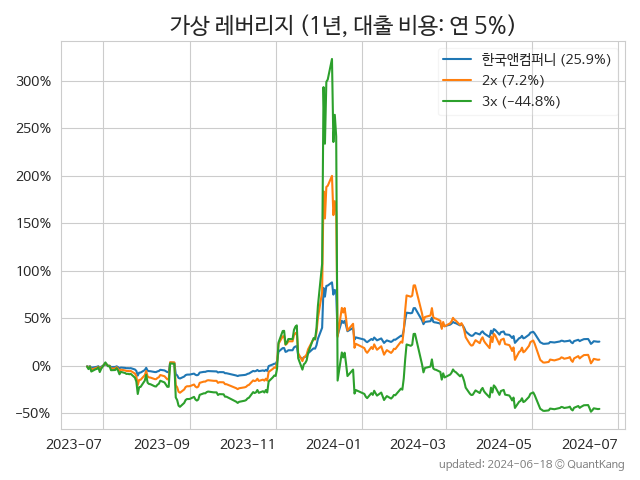 가상 레버리지 (1년, 대출 비용: 연 5%)
한국앤컴퍼니 (25.9%)
2x (7.2%)
3x (−44.8%)
300%
250%
200%
150%
100%
50%
0%
−50%
2023-07 2023-09 2023-11 2024-01 2024-03 2024-05 2024-07
updated: 2024-06-18 © QuantKang